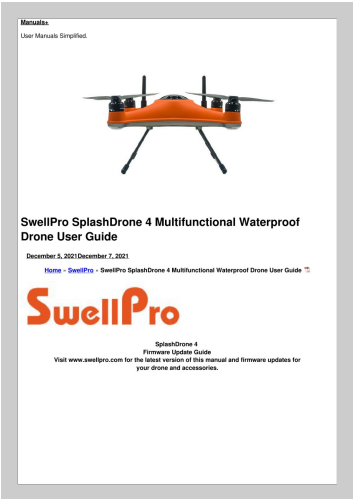 Manuals+
User Manuals Simplified.
SwellPro SplashDrone 4 Multifunctional Waterproof
Drone User Guide
December 5, 2021December 7, 2021
Home » SwellPro » SwellPro SplashDrone 4 Multifunctional Waterproof Drone User Guide
SwellPro
SplashDrone 4
Firmware Update Guide
Visit www.swellpro.com for the latest version of this manual and firmware updates for
your drone and accessories.